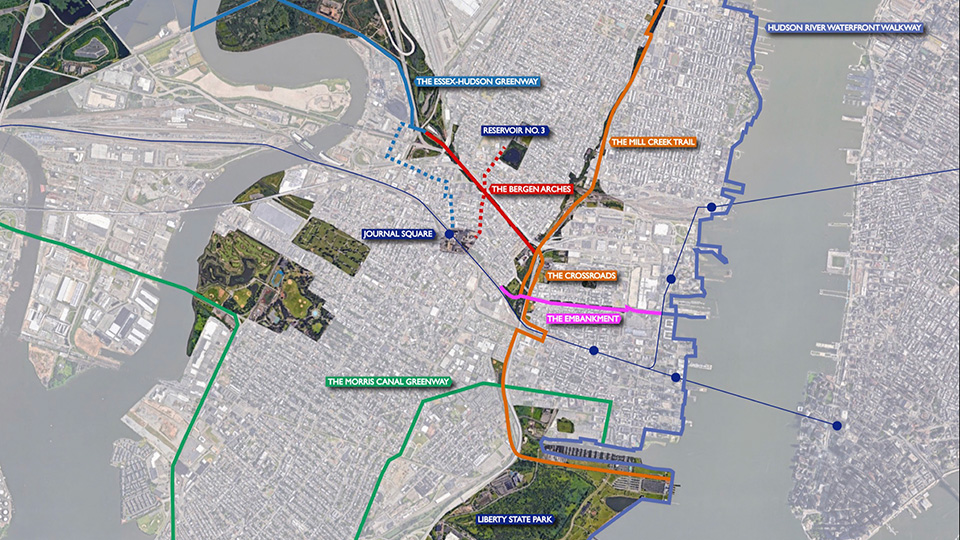 HUDSON RIVER WATERFRONT WALKWAY
THE ESSEX-HUDSON GREENWAY
RESERVOIR NO. 3
THE MILL CREEK TRAIL
THE BERGEN ARCHES
JOURNAL SQUARE
THE CROSSROADS
THE EMBANKMENT
THE MORRIS CANAL GREENWAY
LIBERTY STATE PARK